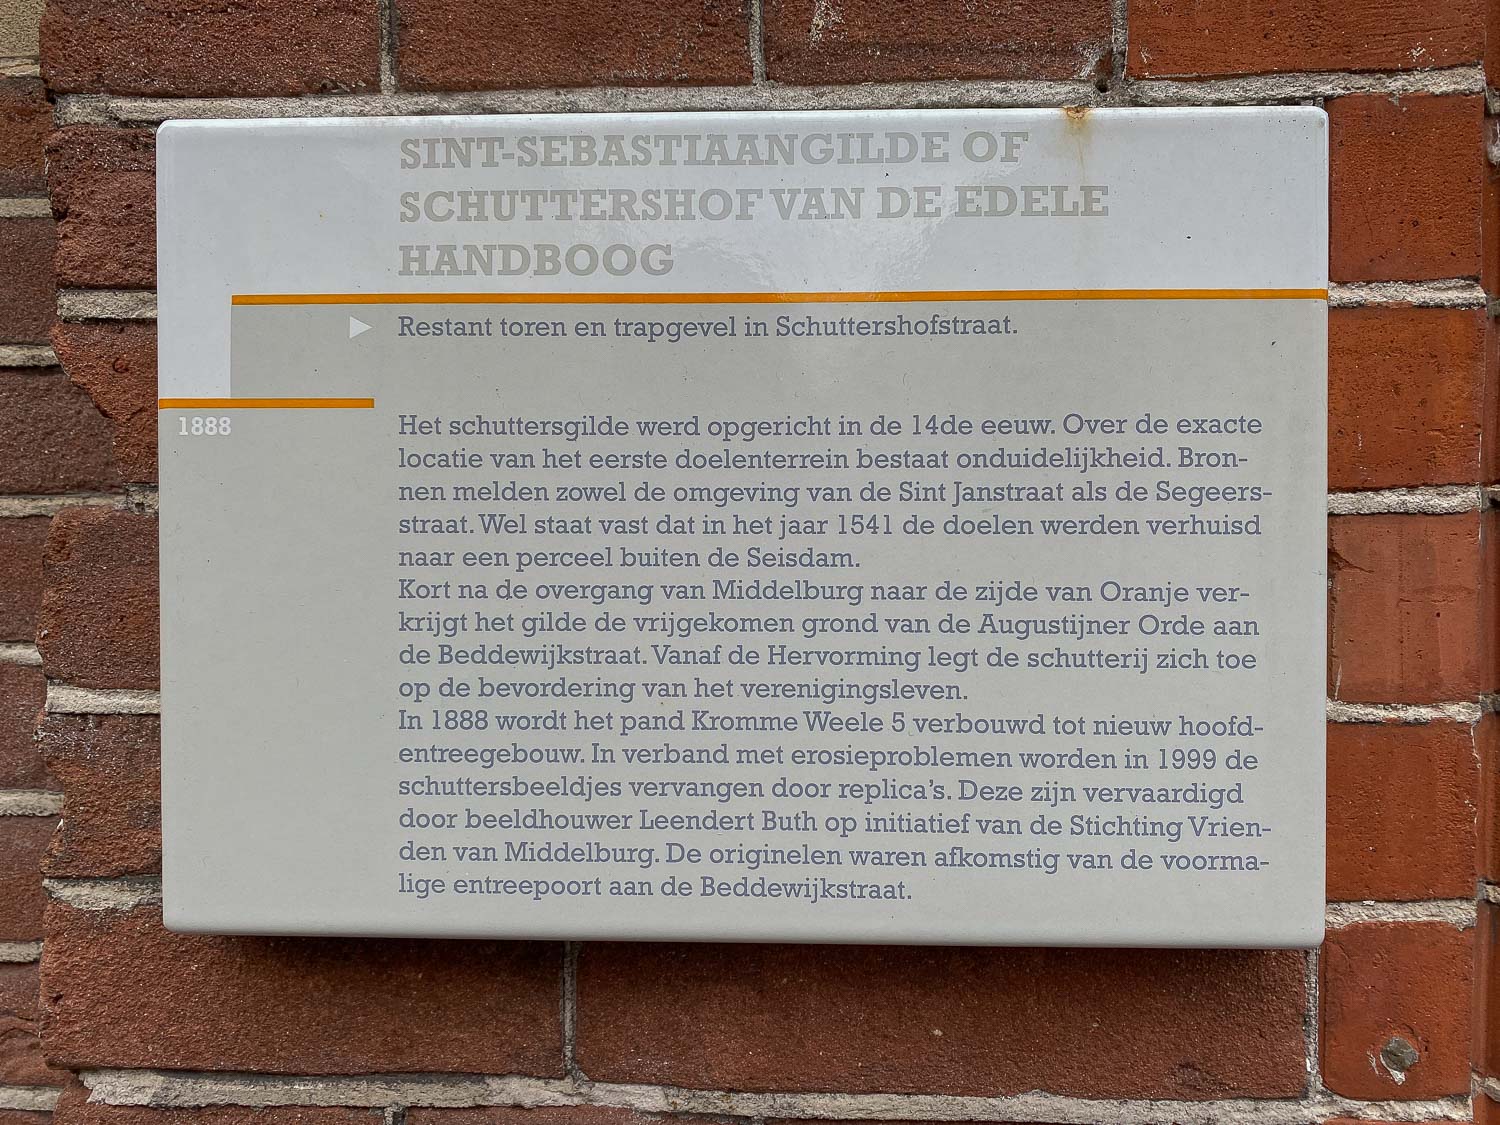 SINT-SEBASTIAANGILDE OF
SCHUTTERSHOF VAN DE EDELE
HANDBOOG
Restant toren en trapgevel in Schuttershofstraat.
1888
Het schuttersgilde werd opgericht in de 14de eeuw. Over de exacte
locatie van het eerste doelenterrein bestaat onduidelijkheid. Bron-
nen melden zowel de omgeving van de Sint Janstraat als de Segeers-
straat. Wel staat vast dat in het jaar 1541 de doelen werden verhuisd
naar een perceel buiten de Seisdam.
Kort na de overgang van Middelburg naar de zijde van Oranje ver-
krijgt het gilde de vrijgekomen grond van de Augustijner Orde aan
de Beddewijkstraat. Vanaf de Hervorming legt de schutterij zich toe
op de bevordering van het verenigingsleven.
In 1888 wordt het pand Kromme Weele 5 verbouwd tot nieuw hoofd-
entreegebouw. In verband met erosieproblemen worden in 1999 de
schuttersbeeldjes vervangen door replica's. Deze zijn vervaardigd
door beeldhouwer Leendert Buth op initiatief van de Stichting Vrien-
den van Middelburg. De originelen waren afkomstig van de voorma-
lige entreepoort aan de Beddewijkstraat.